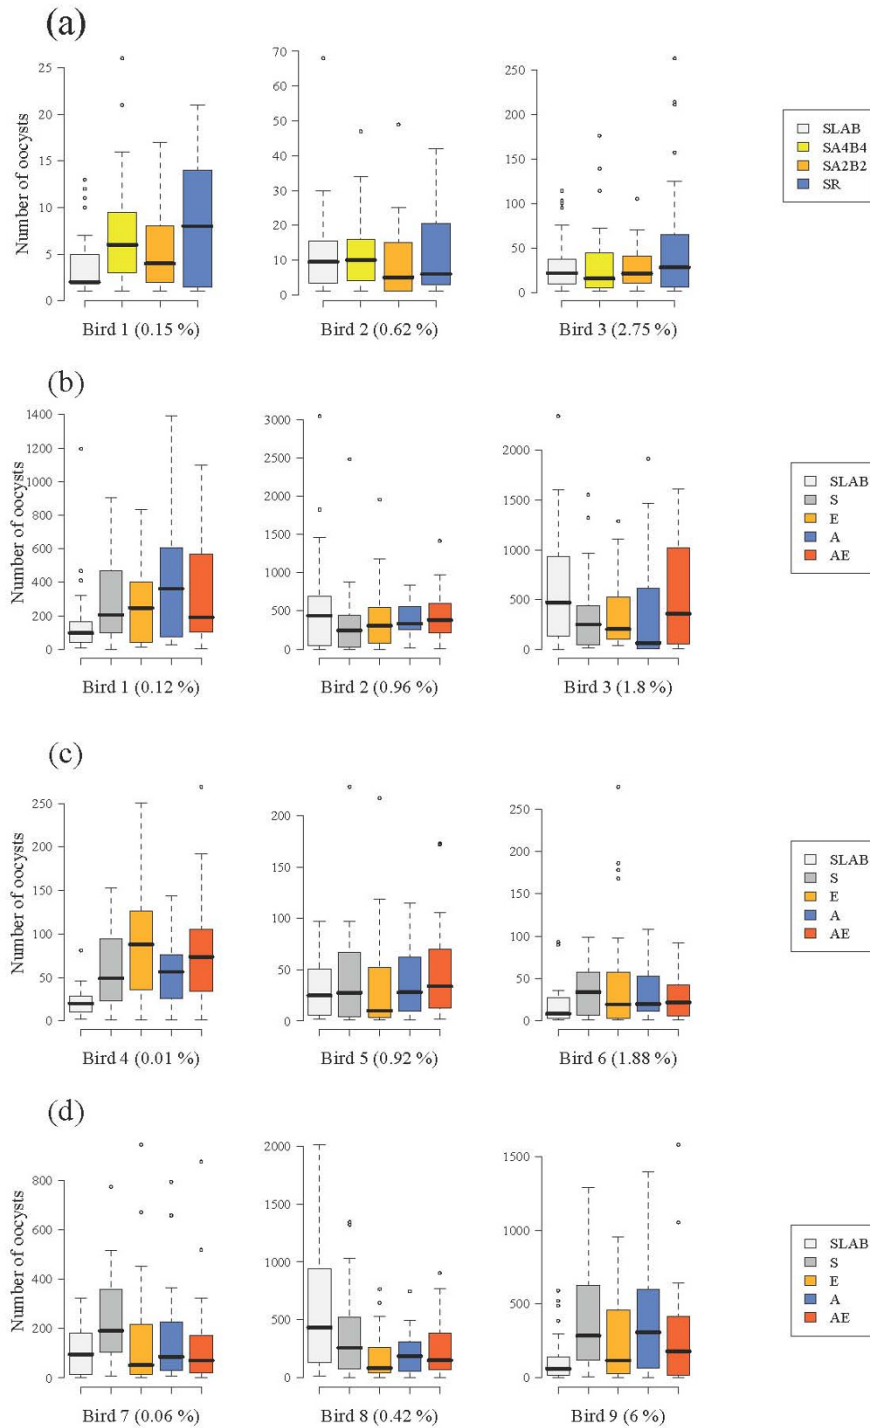 (a)
Number of oocysts
25
20
15
10
5
0
Bird 1 (0.15 %)
70
60
50
40
30
20
10
0
Bird 2 (0.62 %)
250
200
150
100
50
0
Bird 3 (2.75 %)
SLAB
SA4B4
SA2B2
SR
(b)
Number of oocysts
1400
1200
1000
800
600
400
200
0
Bird 1 (0.12 %)
3000
2500
2000
1500
1000
500
0
Bird 2 (0.96 %)
2000
1500
1000
500
0
Bird 3 (1.8 %)
SLAB
S
E
A
AE
(c)
Number of oocysts
250
200
150
100
50
0
Bird 4 (0.01 %)
200
150
100
50
0
Bird 5 (0.92 %)
250
200
150
100
50
0
Bird 6 (1.88 %)
SLAB
S
E
A
AE
(d)
Number of oocysts
800
600
400
200
0
Bird 7 (0.06 %)
2000
1500
1000
500
0
Bird 8 (0.42 %)
1500
1000
500
0
Bird 9 (6 %)
SLAB
S
E
A
AE